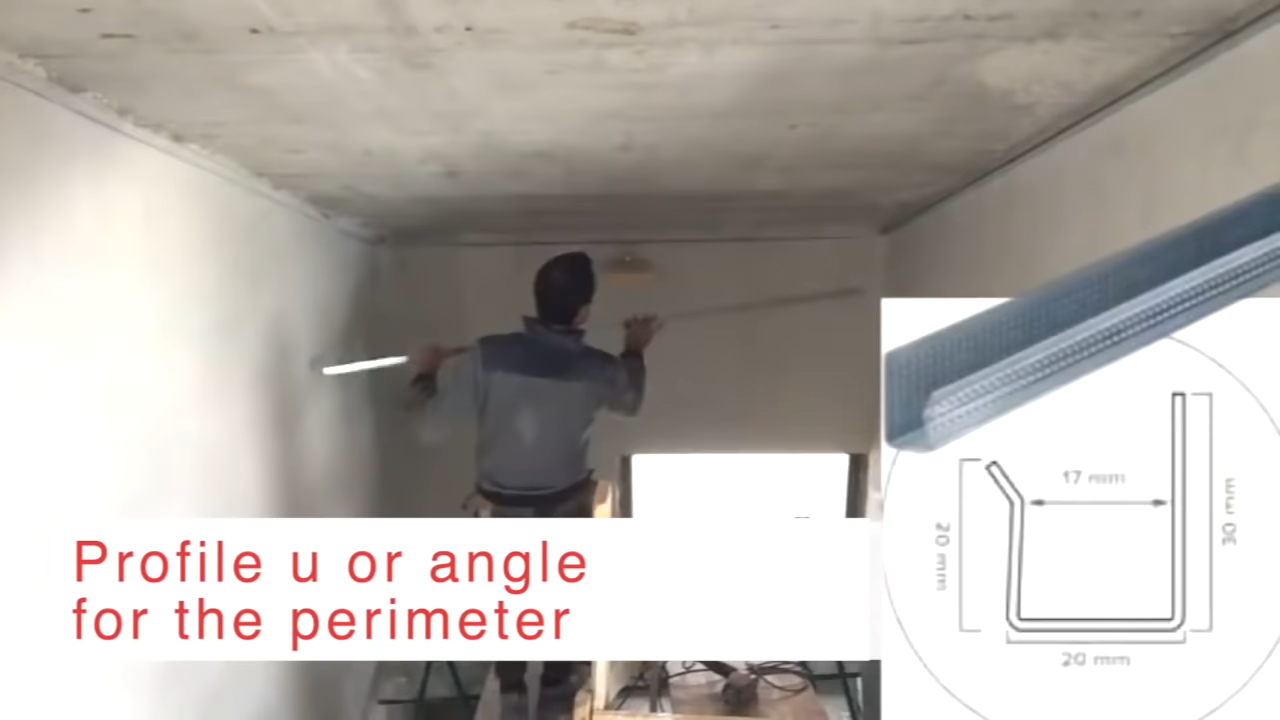 Profile u or angle
for the perimeter
17 mm
20 mm
30 mm
20 mm